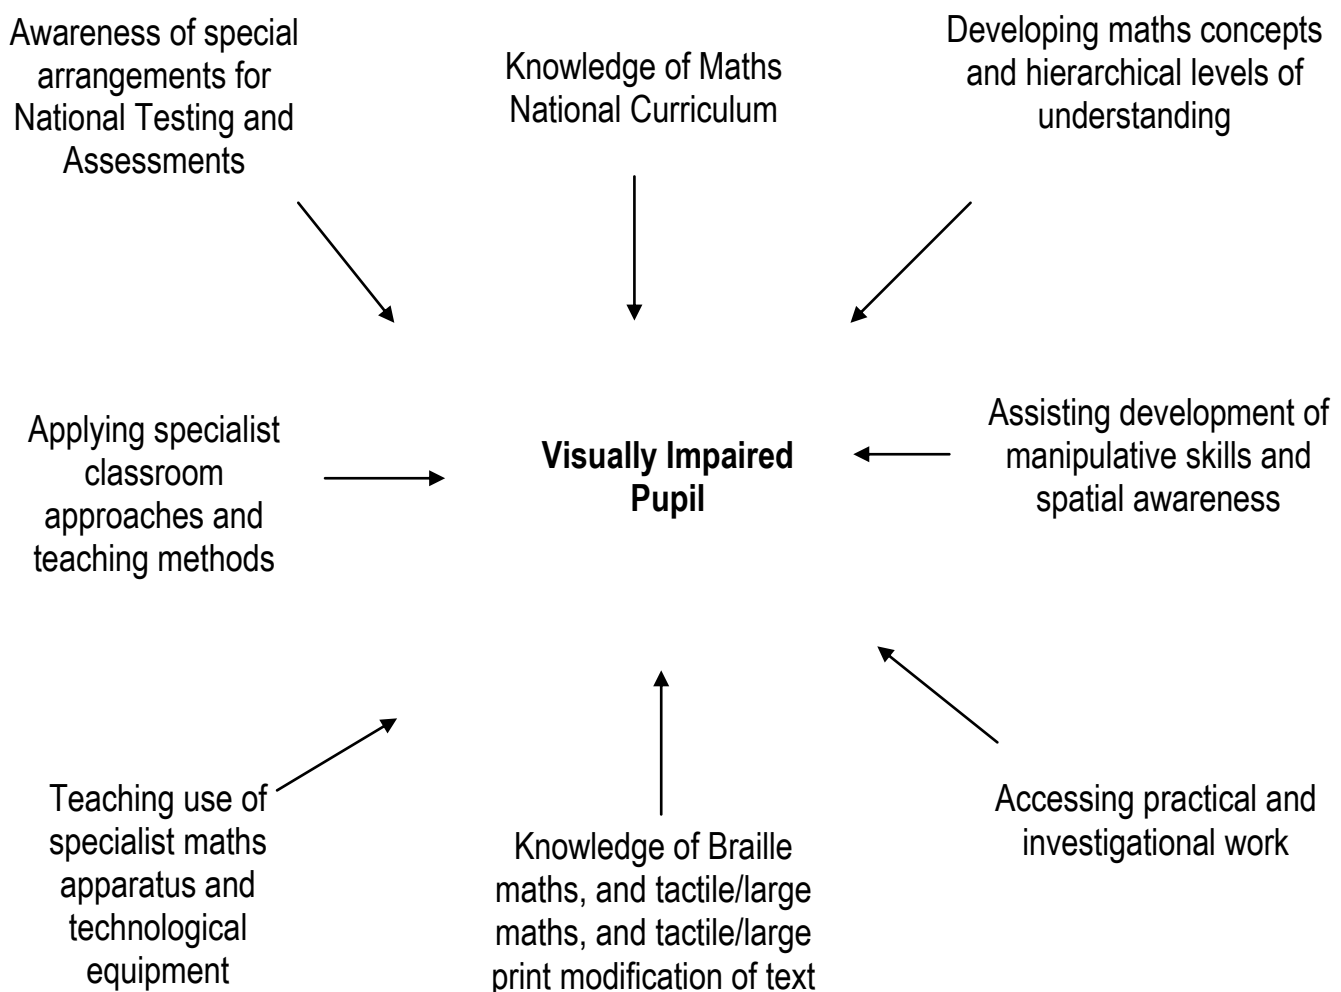 Awareness of special
arrangements for
National Testing and
Assessments
Knowledge of Maths
National Curriculum
Developing maths concepts
and hierarchical levels of
understanding
Applying specialist
classroom
approaches and
teaching methods
Visually Impaired
Pupil
Assisting development of
manipulative skills and
spatial awareness
Teaching use of
specialist maths
apparatus and
technological
equipment
Knowledge of Braille
maths, and tactile/large
maths, and tactile/large
print modification of text
Accessing practical and
investigational work